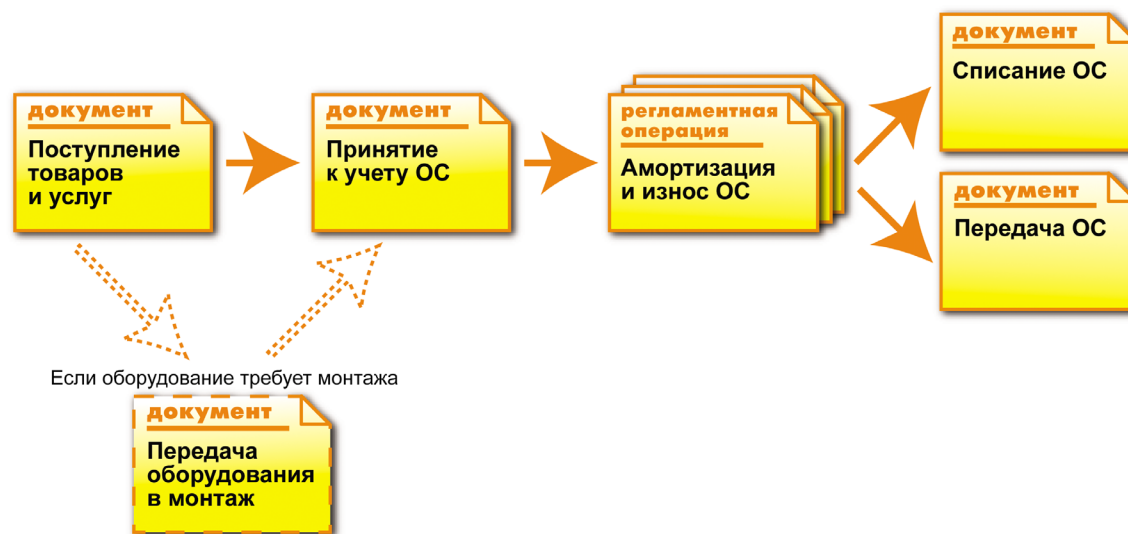 документ
Поступление
товаров
и услуг
документ
Принятие
к учету ОС
регламентная
операция
Амортизация
и износ ОС
документ
Списание ОС
документ
Передача ОС
Если оборудование требует монтажа
документ
Передача
оборудования
в монтаж